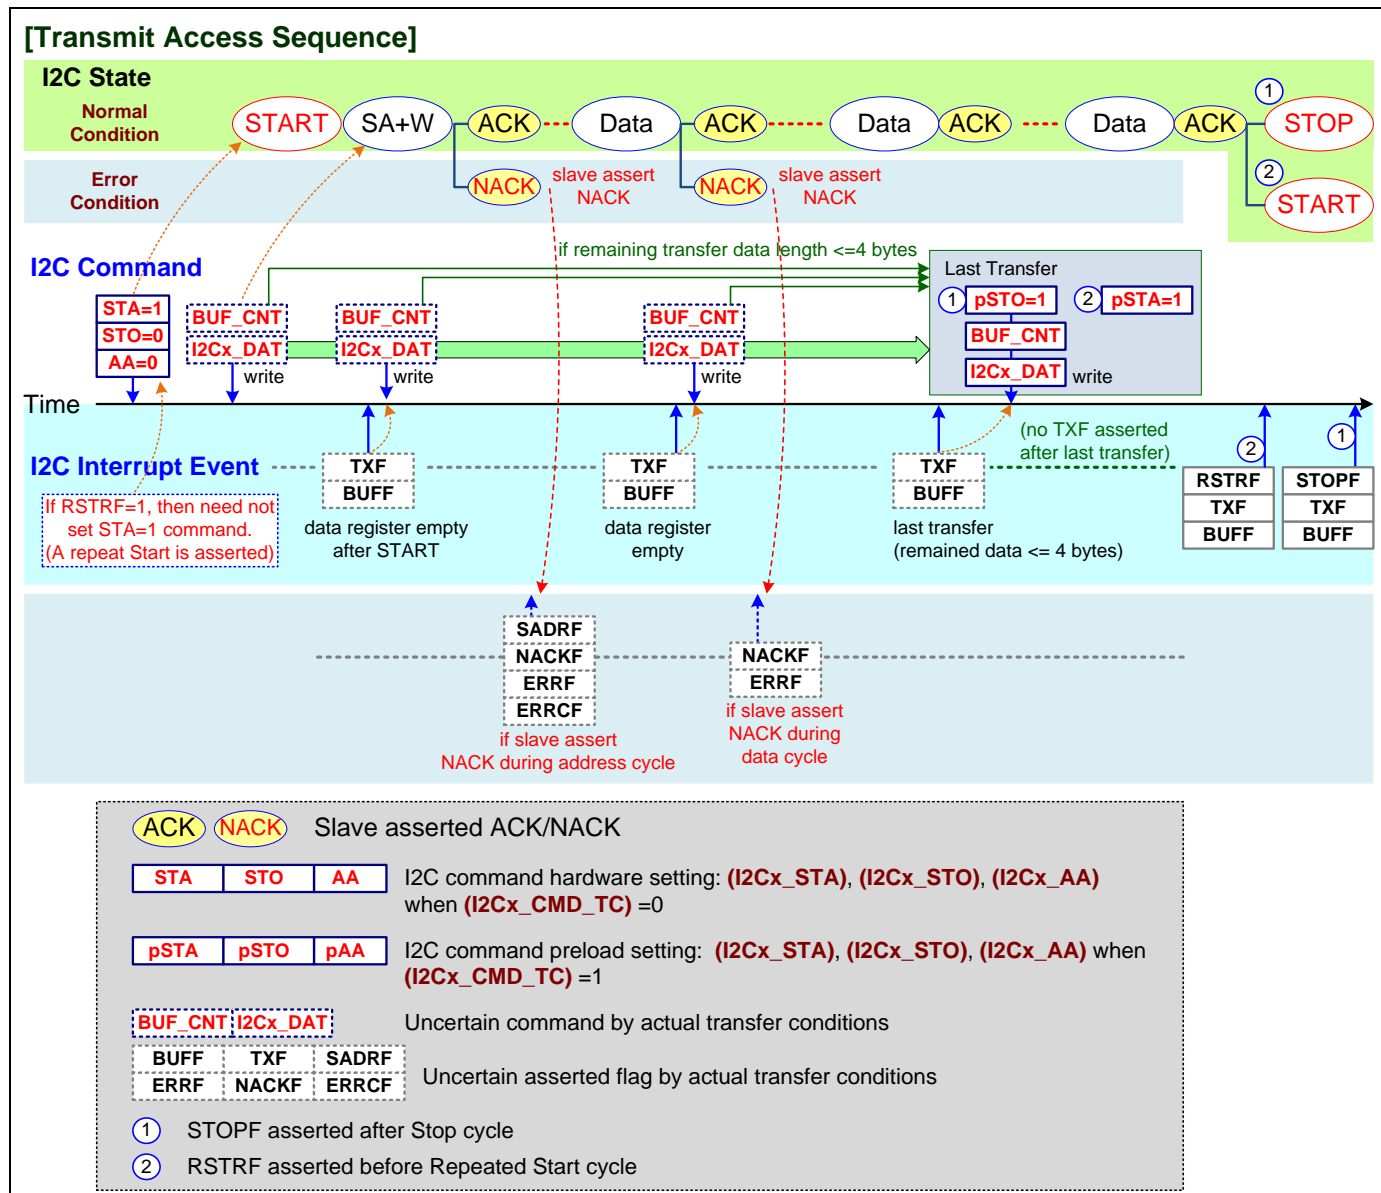 [Transmit Access Sequence]
I2C State
Normal
Condition
START
SA+W
ACK
Data
ACK
Data
ACK
Data
ACK
1
STOP
2
START
Error
Condition
NACK
slave assert
NACK
NACK
slave assert
NACK
if remaining transfer data length <=4 bytes
I2C Command
STA=1
STO=0
AA=0
BUF_CNT
I2Cx_DAT
write
BUF_CNT
I2Cx_DAT
write
BUF_CNT
I2Cx_DAT
write
Last Transfer
1
pSTO=1
2
pSTA=1
BUF_CNT
I2Cx_DAT
write
Time
I2C Interrupt Event
If RSTRF=1, then need not
set STA=1 command.
(A repeat Start is asserted)
TXF
BUFF
data register empty
after START
TXF
BUFF
data register
empty
TXF
BUFF
last transfer
(remained data <= 4 bytes)
(no TXF asserted
after last transfer)
2
1
RSTRF
TXF
BUFF
STOPF
TXF
BUFF
SADRF
NACKF
ERRF
ERRCF
if slave assert
NACK during address cycle
NACKF
ERRF
if slave assert
NACK during
data cycle
ACK NACK Slave asserted ACK/NACK
STA STO AA I2C command hardware setting: (I2Cx_STA), (I2Cx_STO), (I2Cx_AA)
when (I2Cx_CMD_TC) =0
pSTA pSTO pAA I2C command preload setting: (I2Cx_STA), (I2Cx_STO), (I2Cx_AA) when
(I2Cx_CMD_TC) =1
BUF_CNT I2Cx_DAT Uncertain command by actual transfer conditions
BUFF TXF SADRF
ERRF NACKF ERRCF
Uncertain asserted flag by actual transfer conditions
1 STOPF asserted after Stop cycle
2 RSTRF asserted before Repeated Start cycle